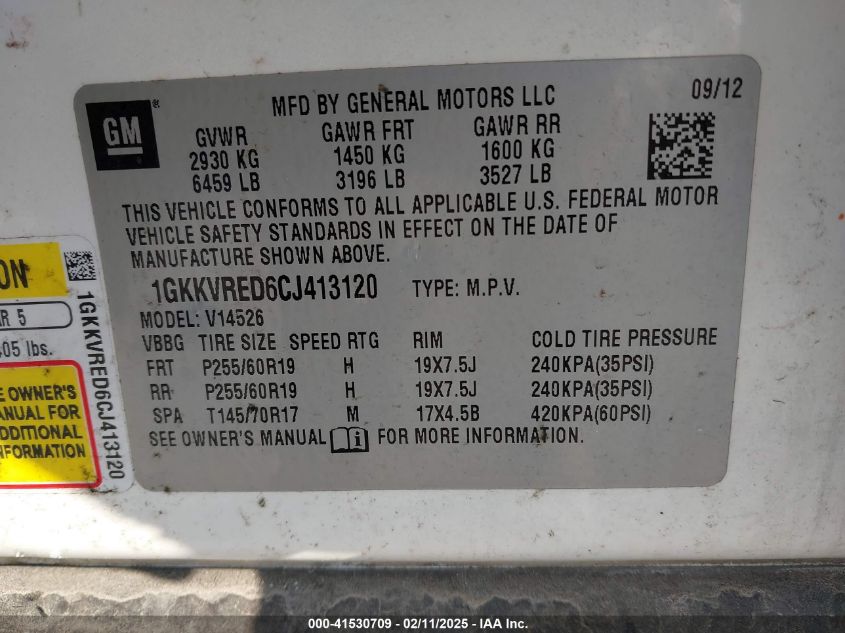 GM
®
MFD BY GENERAL MOTORS LLC
09/12
GVWR GAWR FRT GAWR RR
2930 KG 1450 KG 1600 KG
6459 LB 3196 LB 3527 LB
THIS VEHICLE CONFORMS TO ALL APPLICABLE U.S. FEDERAL MOTOR
VEHICLE SAFETY STANDARDS IN EFFECT ON THE DATE OF
MANUFACTURE SHOWN ABOVE.
1GKKVRED6CJ413120 TYPE: M.P.V.
MODEL: V14526
VBBG TIRE SIZE SPEED RTG RIM COLD TIRE PRESSURE
FRT P255/60R19 H 19X7.5J 240KPA(35PSI)
RR P255/60R19 H 19X7.5J 240KPA(35PSI)
SPA T145/70R17 M 17X4.5B 420KPA(60PSI)
SEE OWNER'S MANUAL i FOR MORE INFORMATION.
ON
R 5
05 lbs.
E OWNER'S
ANUAL FOR
DDITIONAL
NFORMATION
1GKKVRED6CJ413120
000-41530709 - 02/11/2025 - IAA Inc.